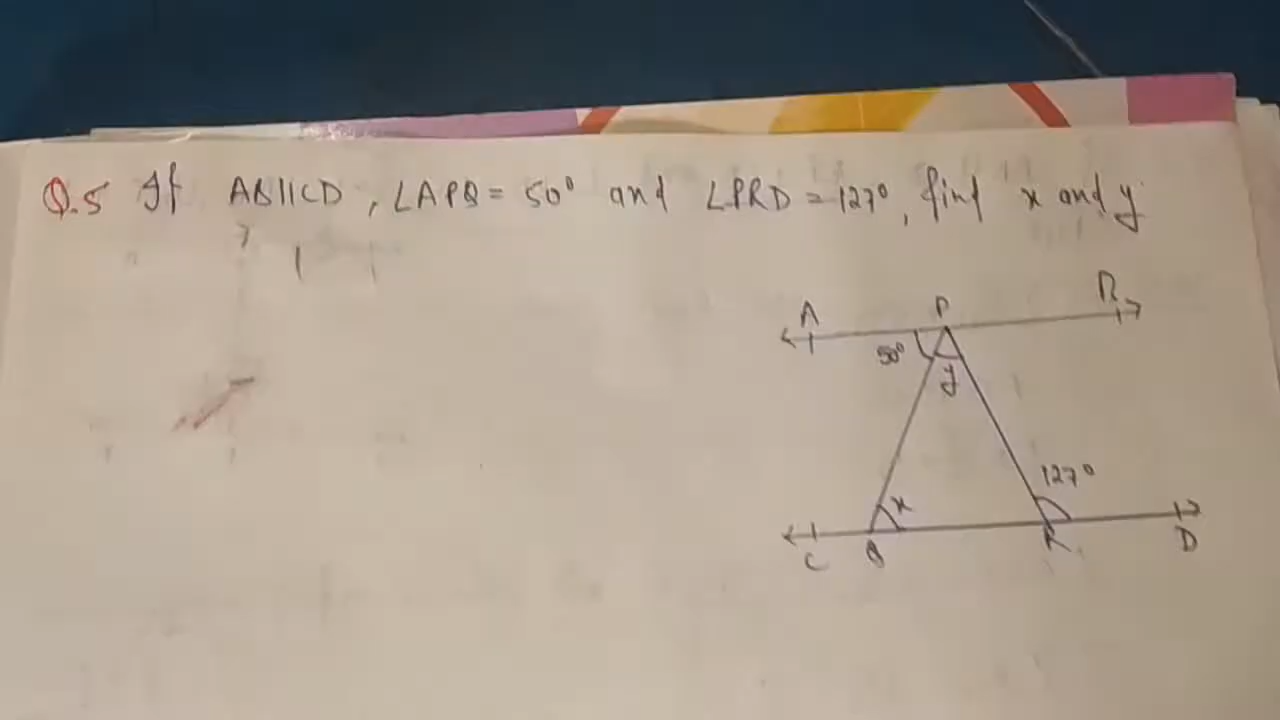 Q.5 If AB||CD, ∠APQ = 50° and ∠PRD = 127°, find x and y.
A P B
50° y
127°
x
C Q R D